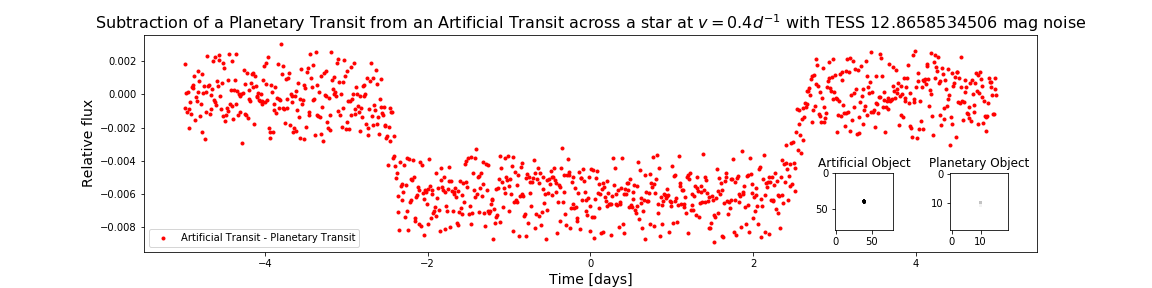 Subtraction of a Planetary Transit from an Artificial Transit across a star at v = 0.4d⁻¹ with TESS 12.8658534506 mag noise
Relative flux
0.002
0.000
−0.002
−0.004
−0.006
−0.008
Artificial Transit - Planetary Transit
Artificial Object
0
50
0 50
Planetary Object
0
10
0 10
−4 −2 0 2 4
Time [days]